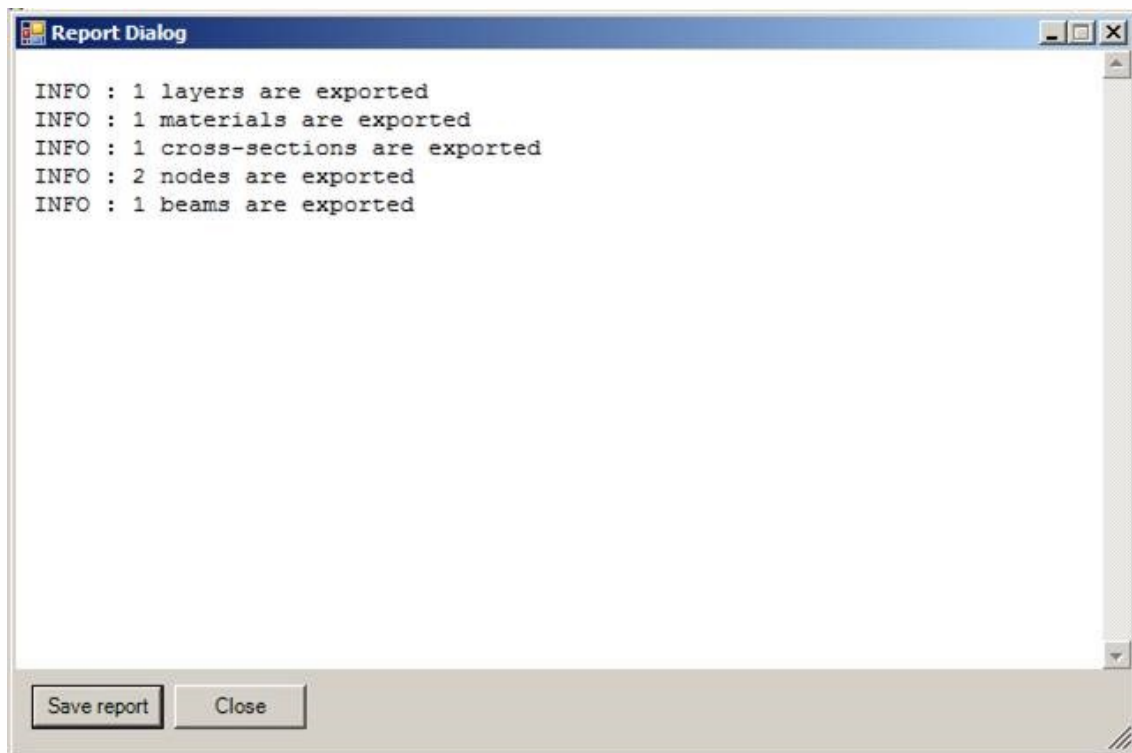 Report Dialog
INFO : 1 layers are exported
INFO : 1 materials are exported
INFO : 1 cross-sections are exported
INFO : 2 nodes are exported
INFO : 1 beams are exported
Save report Close